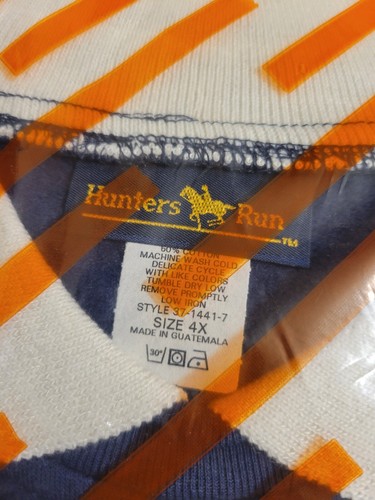 Hunters Run
TM
60% COTTON
MACHINE WASH COLD
DELICATE CYCLE
WITH LIKE COLORS
TUMBLE DRY LOW
REMOVE PROMPTLY
LOW IRON
STYLE 37-1441-7
SIZE 4X
MADE IN GUATEMALA
30°